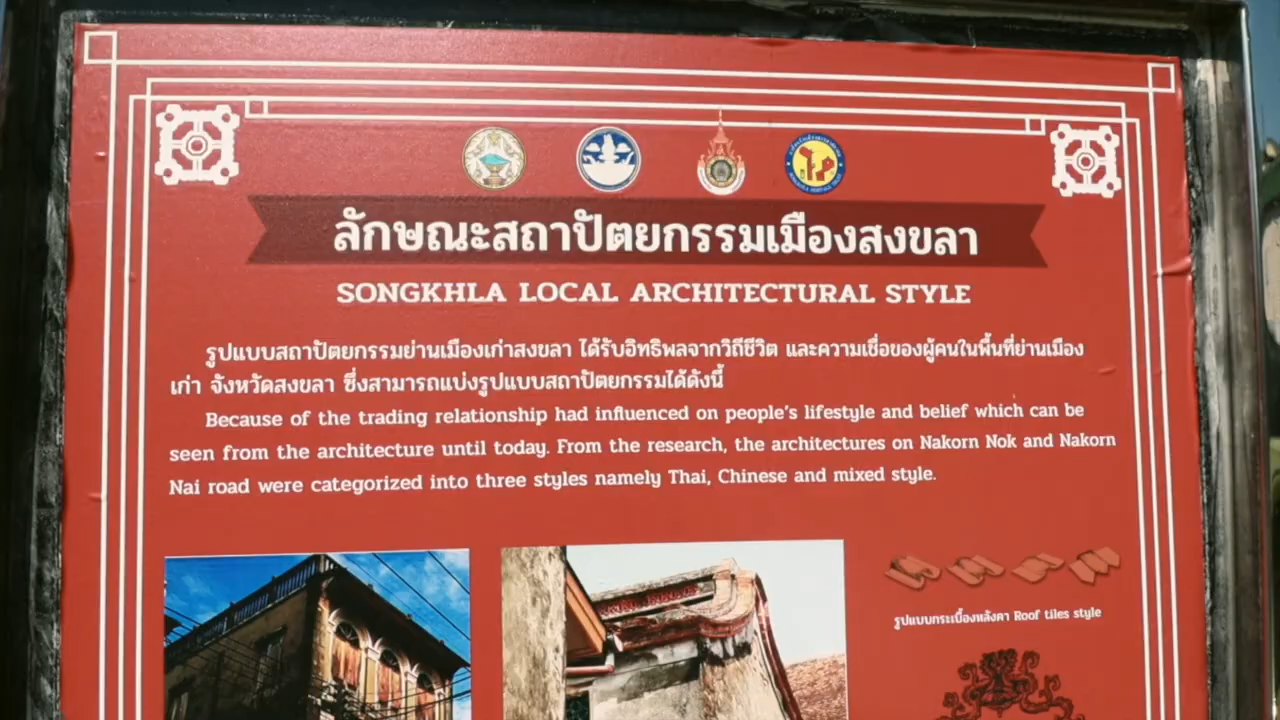 ลักษณะสถาปัตยกรรมเมืองสงขลา
SONGKHLA LOCAL ARCHITECTURAL STYLE
รูปแบบสถาปัตยกรรมย่านเมืองเก่าสงขลา ได้รับอิทธิพลจากวิถีชีวิต และความเชื่อของผู้คนในพื้นที่ย่านเมือง
เก่า จังหวัดสงขลา ซึ่งสามารถแบ่งรูปแบบสถาปัตยกรรมได้ดังนี้
Because of the trading relationship had influenced on people's lifestyle and belief which can be
seen from the architecture until today. From the research, the architectures on Nakorn Nok and Nakorn
Nai road were categorized into three styles namely Thai, Chinese and mixed style.
รูปแบบกระเบื้องหลังคา Roof tiles style